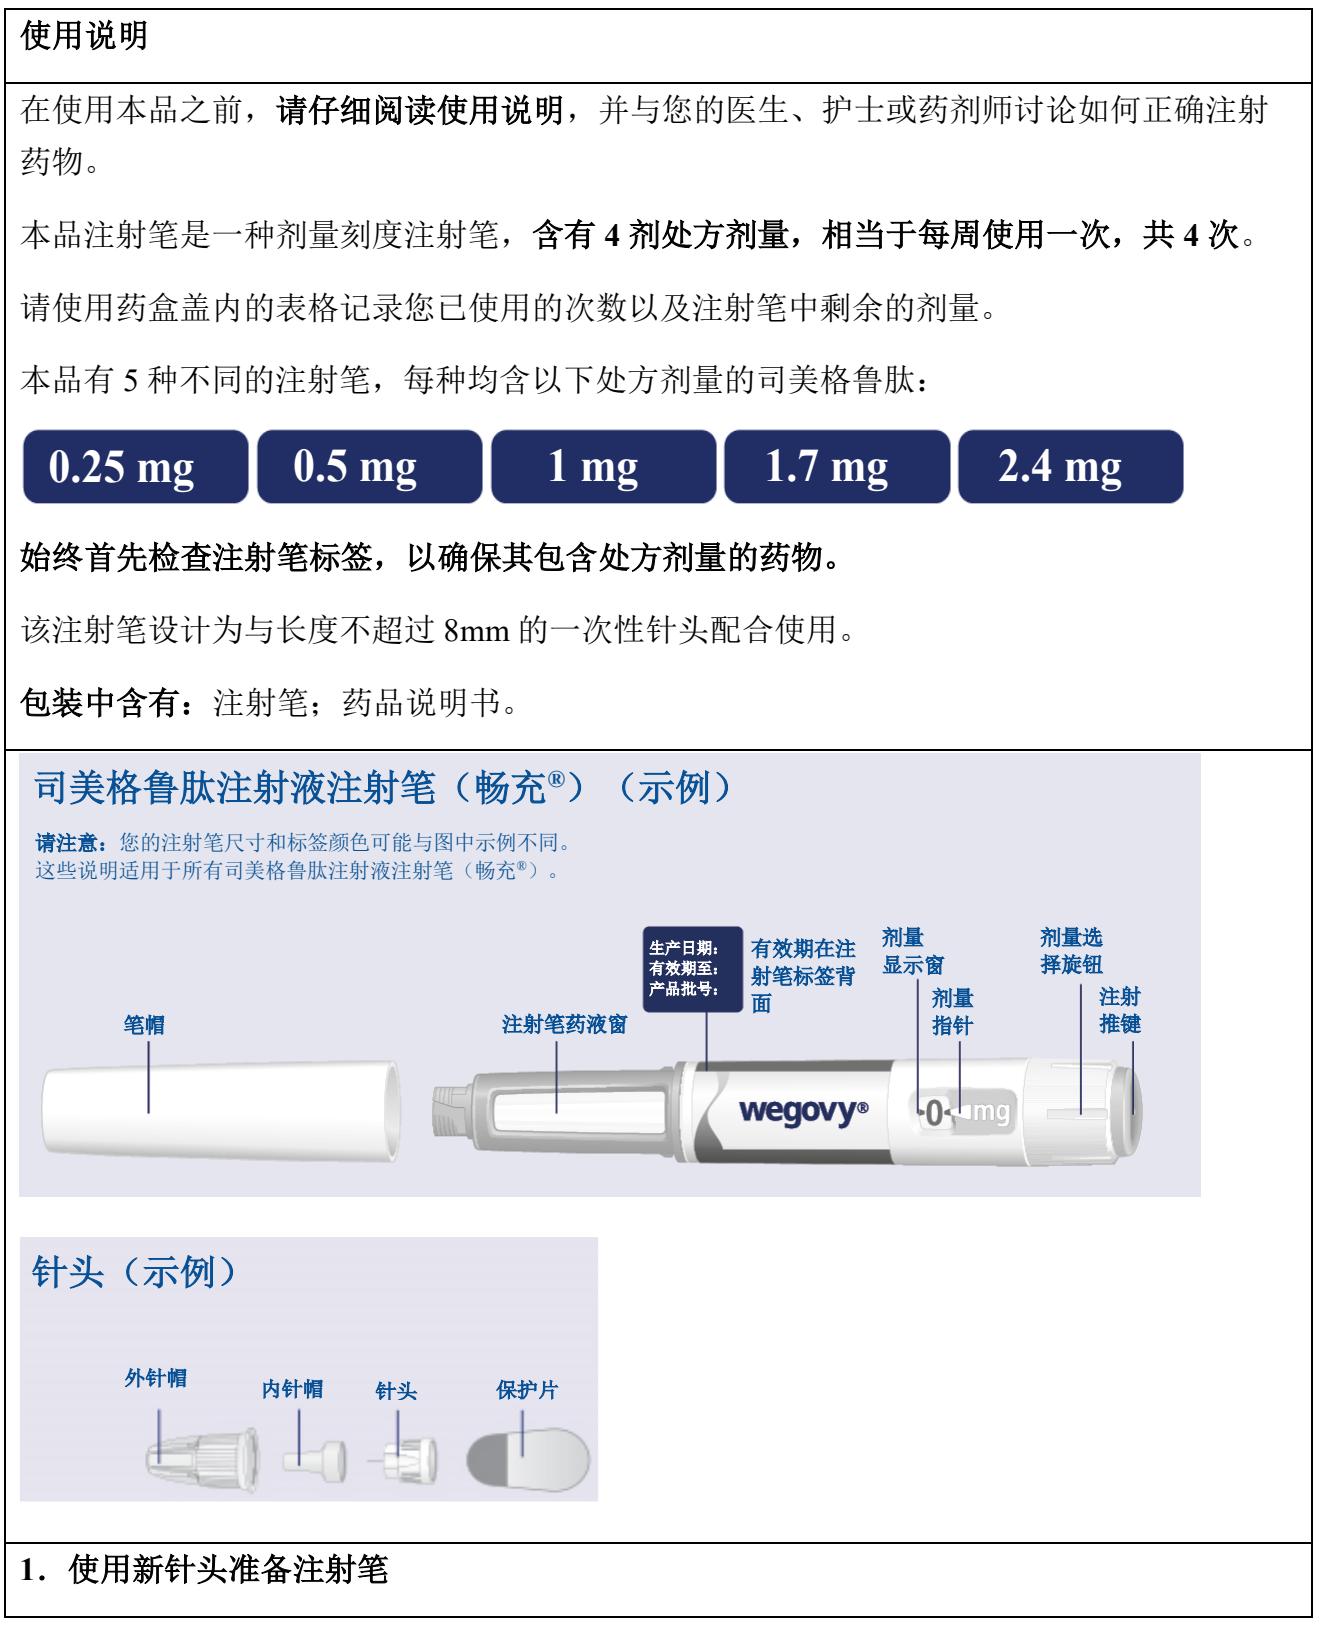 使用说明
在使用本品之前，请仔细阅读使用说明，并与您的医生、护士或药剂师讨论如何正确注射
药物。
本品注射笔是一种剂量刻度注射笔，含有 4 剂处方剂量，相当于每周使用一次，共 4 次。
请使用药盒盖内的表格记录您已使用的次数以及注射笔中剩余的剂量。
本品有 5 种不同的注射笔，每种均含以下处方剂量的司美格鲁肽：
0.25 mg 0.5 mg 1 mg 1.7 mg 2.4 mg
始终首先检查注射笔标签，以确保其包含处方剂量的药物。
该注射笔设计为与长度不超过 8mm 的一次性针头配合使用。
包装中含有：注射笔；药品说明书。
司美格鲁肽注射液注射笔（畅充®）（示例）
请注意：您的注射笔尺寸和标签颜色可能与图中示例不同。
这些说明适用于所有司美格鲁肽注射液注射笔（畅充®）。
笔帽
注射笔药液窗
生产日期：
有效期至：
产品批号：
有效期在注
射笔标签背
面
剂量
显示窗
剂量
指针
剂量选
择旋钮
注射
推键
wegovy®
0 mg
针头（示例）
外针帽
内针帽
针头
保护片
1. 使用新针头准备注射笔